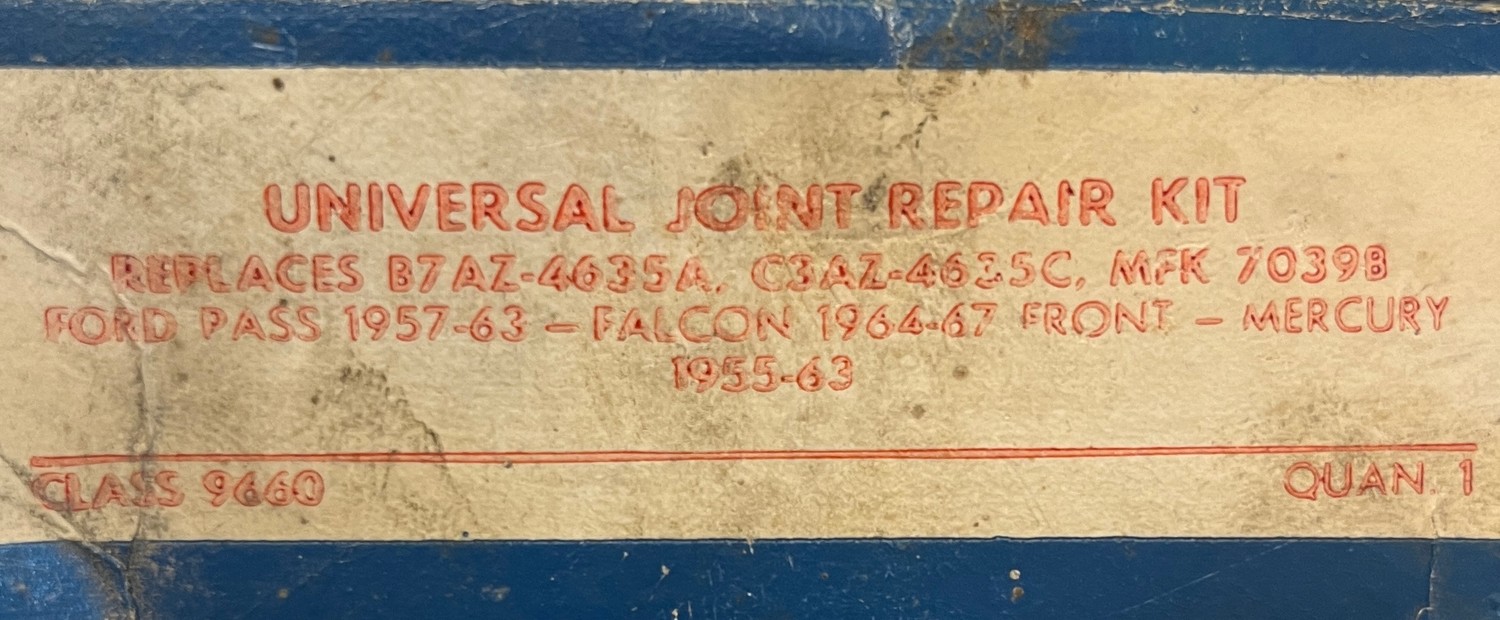 UNIVERSAL JOINT REPAIR KIT
REPLACES B7AZ-4635A, C3AZ-4635C, MFK 7039B
FORD PASS 1957-63 – FALCON 1964-67 FRONT – MERCURY
1955-63
CLASS 9660
QUAN. 1